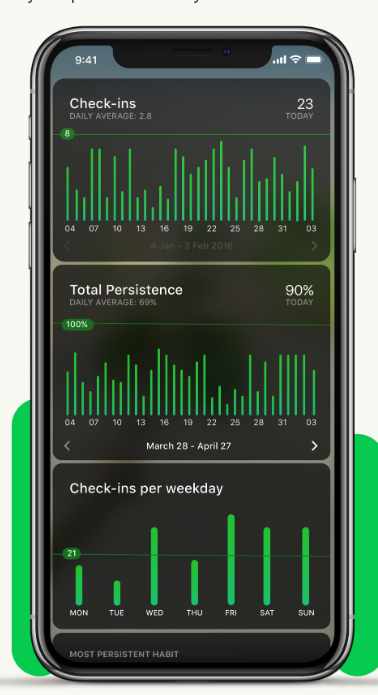 9:41
Check-ins 23
DAILY AVERAGE: 2.8 TODAY
8
04 07 10 13 16 19 22 25 28 31 03
4 Jan - 3 Feb 2016
Total Persistence 90%
DAILY AVERAGE: 69% TODAY
100%
04 07 10 13 16 19 22 25 28 31 03
March 28 - April 27
Check-ins per weekday
21
MON TUE WED THU FRI SAT SUN
MOST PERSISTENT HABIT